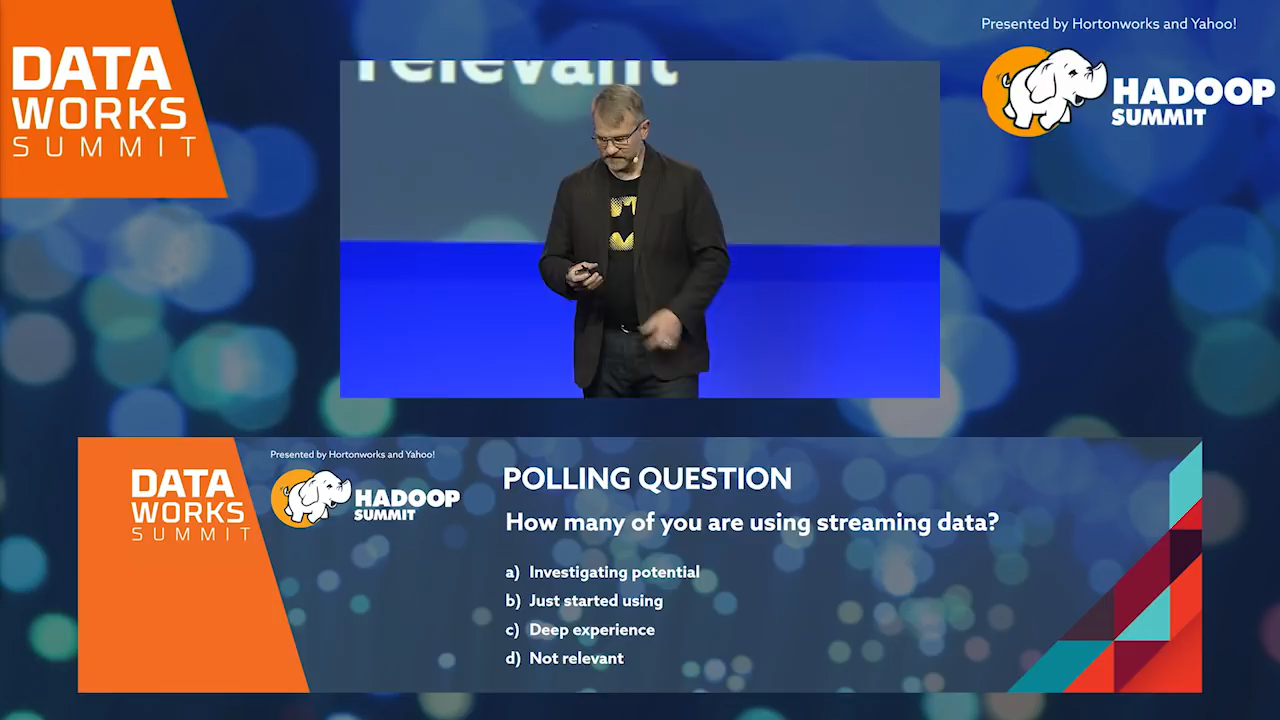 DATA
WORKS
SUMMIT
Presented by Hortonworks and Yahoo!
HADOOP
SUMMIT
relevant
DATA
WORKS
SUMMIT
Presented by Hortonworks and Yahoo!
HADOOP
SUMMIT
POLLING QUESTION
How many of you are using streaming data?
a) Investigating potential
b) Just started using
c) Deep experience
d) Not relevant